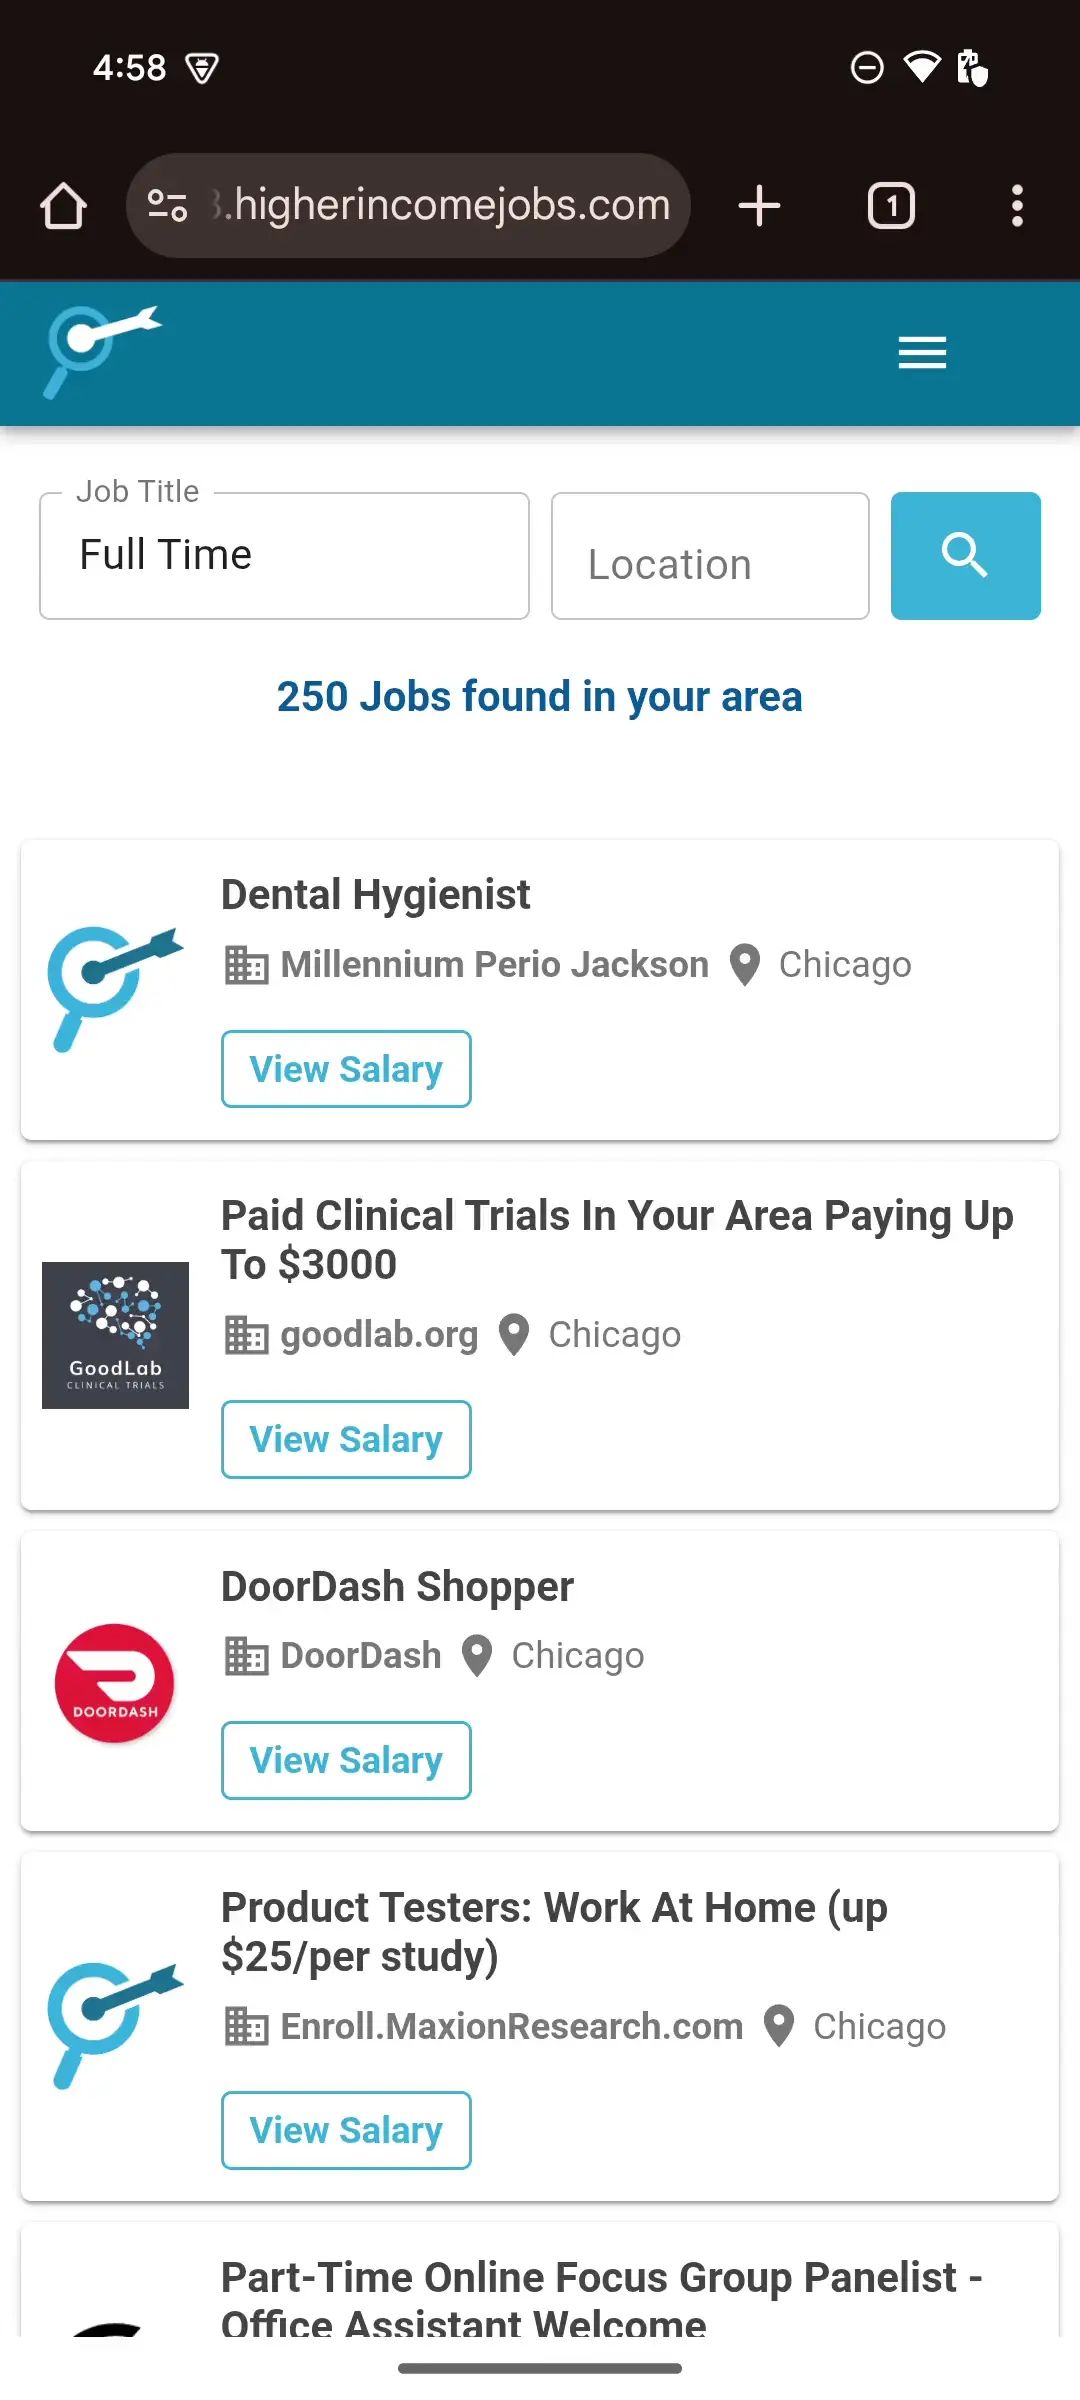 4:58
.higherincomejobs.com
1
Job Title
Full Time
Location
250 Jobs found in your area
Dental Hygienist
Millennium Perio Jackson Chicago
View Salary
Paid Clinical Trials In Your Area Paying Up
To $3000
goodlab.org Chicago
GoodLab
CLINICAL TRIALS
View Salary
DoorDash Shopper
DoorDash Chicago
DOORDASH
View Salary
Product Testers: Work At Home (up
$25/per study)
Enroll.MaxionResearch.com Chicago
View Salary
Part-Time Online Focus Group Panelist -
Office Assistant Welcome